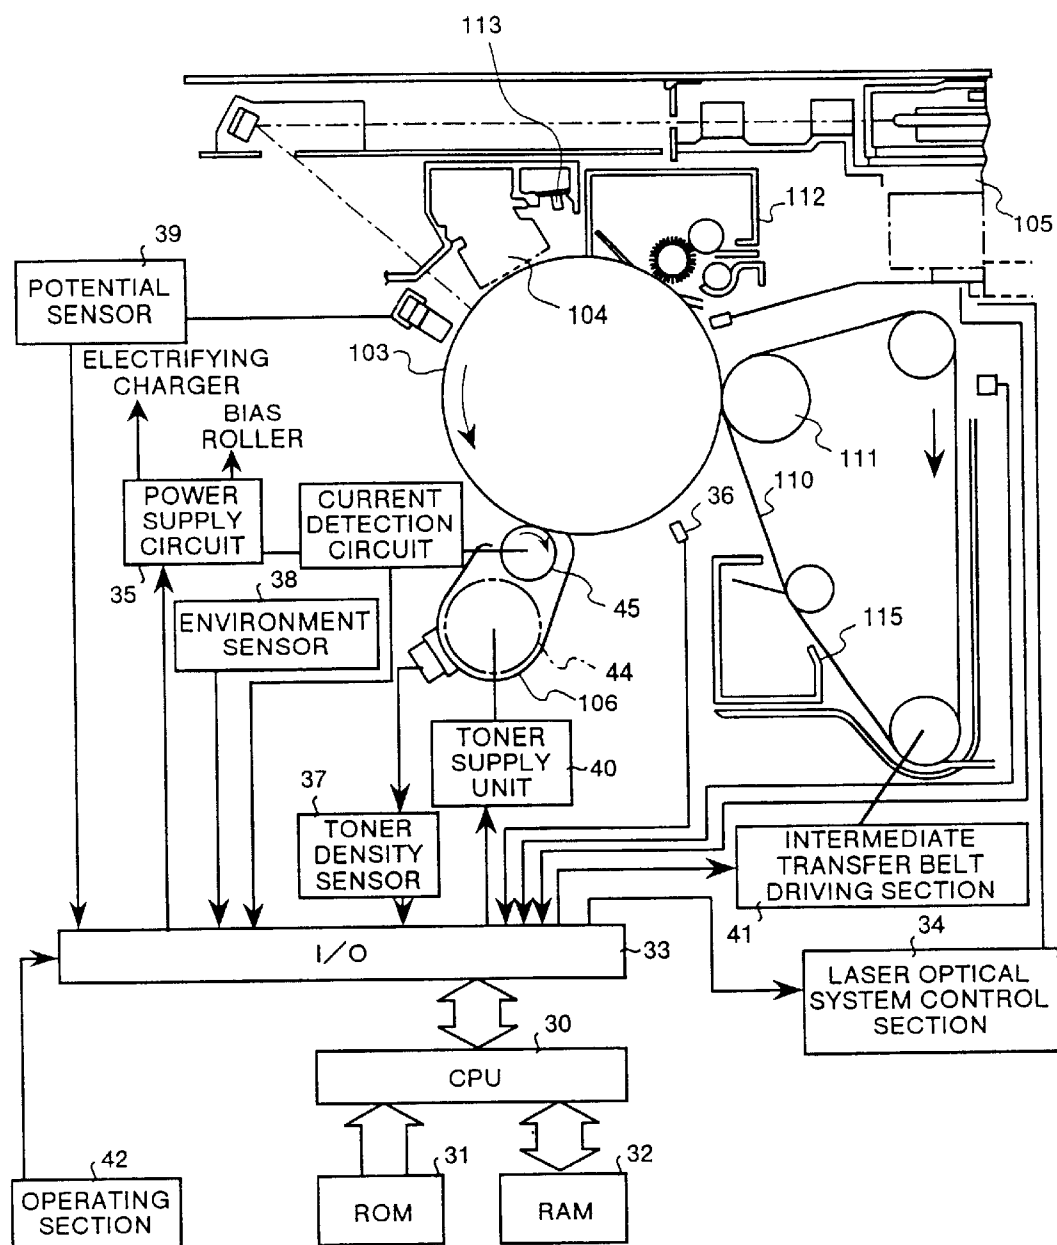 113
112
105
39
POTENTIAL
SENSOR
104
103
ELECTRIFYING
CHARGER
BIAS
ROLLER
111
110
POWER
SUPPLY
CIRCUIT
CURRENT
DETECTION
CIRCUIT
36
35
38
ENVIRONMENT
SENSOR
45
115
44
106
TONER
SUPPLY
UNIT
40
37
TONER
DENSITY
SENSOR
INTERMEDIATE
TRANSFER BELT
DRIVING SECTION
41
34
I/O
33
LASER OPTICAL
SYSTEM CONTROL
SECTION
30
CPU
42
OPERATING
SECTION
31
ROM
32
RAM